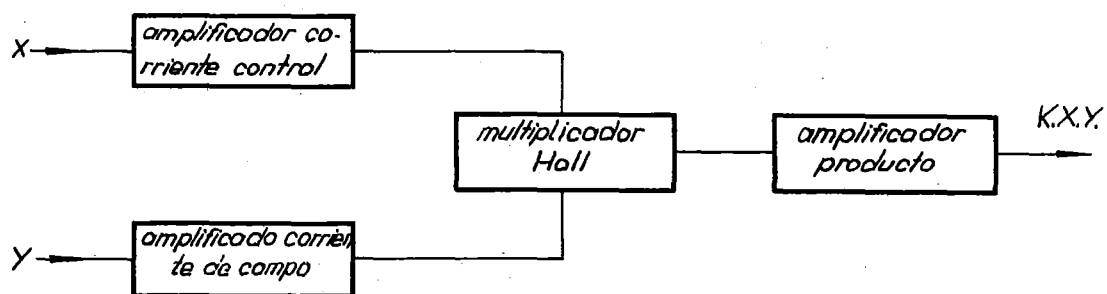 X
amplificador co-
rriente control
multiplicador
Hall
amplificador
producto
K.X.Y.
Y
amplificado corrien
te de campo